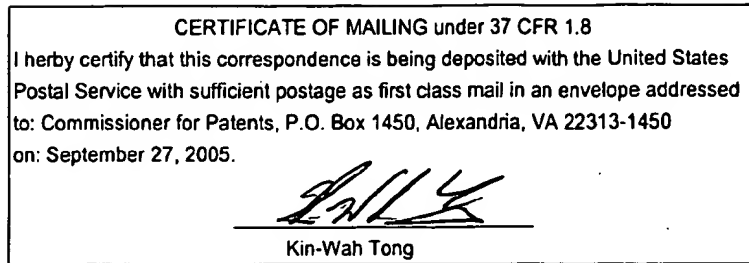 CERTIFICATE OF MAILING under 37 CFR 1.8
I herby certify that this correspondence is being deposited with the United States
Postal Service with sufficient postage as first class mail in an envelope addressed
to: Commissioner for Patents, P.O. Box 1450, Alexandria, VA 22313-1450
on: September 27, 2005.
Kin-Wah Tong